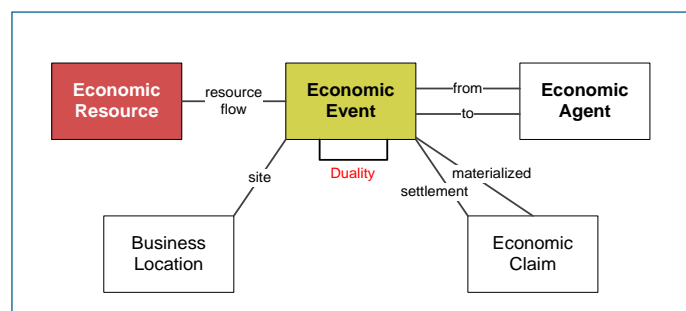 Economic
Resource
resource
flow
Economic
Event
from
to
Economic
Agent
Duality
site
materialized
settlement
Business
Location
Economic
Claim